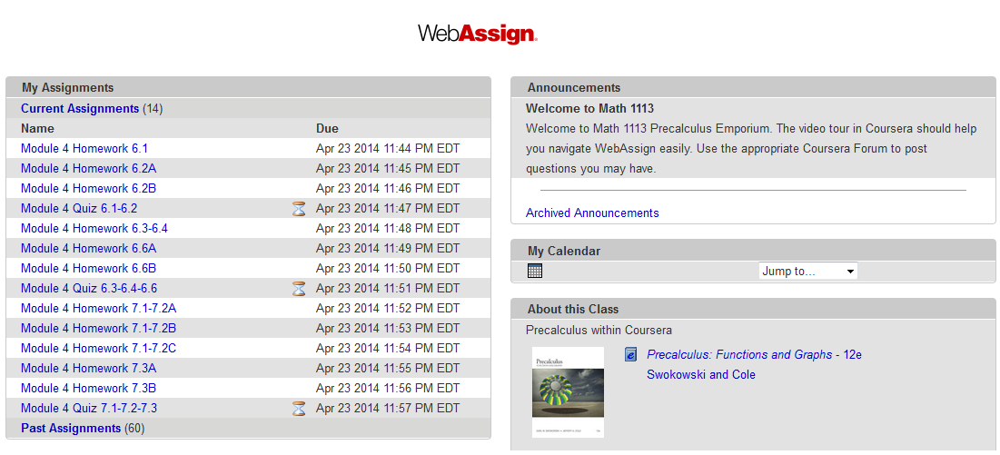 WebAssign.
My Assignments
Current Assignments (14)
Name Due
Module 4 Homework 6.1 Apr 23 2014 11:44 PM EDT
Module 4 Homework 6.2A Apr 23 2014 11:45 PM EDT
Module 4 Homework 6.2B Apr 23 2014 11:46 PM EDT
Module 4 Quiz 6.1-6.2 Apr 23 2014 11:47 PM EDT
Module 4 Homework 6.3-6.4 Apr 23 2014 11:48 PM EDT
Module 4 Homework 6.6A Apr 23 2014 11:49 PM EDT
Module 4 Homework 6.6B Apr 23 2014 11:50 PM EDT
Module 4 Quiz 6.3-6.4-6.6 Apr 23 2014 11:51 PM EDT
Module 4 Homework 7.1-7.2A Apr 23 2014 11:52 PM EDT
Module 4 Homework 7.1-7.2B Apr 23 2014 11:53 PM EDT
Module 4 Homework 7.1-7.2C Apr 23 2014 11:54 PM EDT
Module 4 Homework 7.3A Apr 23 2014 11:55 PM EDT
Module 4 Homework 7.3B Apr 23 2014 11:56 PM EDT
Module 4 Quiz 7.1-7.2-7.3 Apr 23 2014 11:57 PM EDT
Past Assignments (60)
Announcements
Welcome to Math 1113
Welcome to Math 1113 Precalculus Emporium. The video tour in Coursera should help
you navigate WebAssign easily. Use the appropriate Coursera Forum to post
questions you may have.
Archived Announcements
My Calendar
Jump to...
About this Class
Precalculus within Coursera
Precalculus
e
Precalculus: Functions and Graphs - 12e
Swokowski and Cole